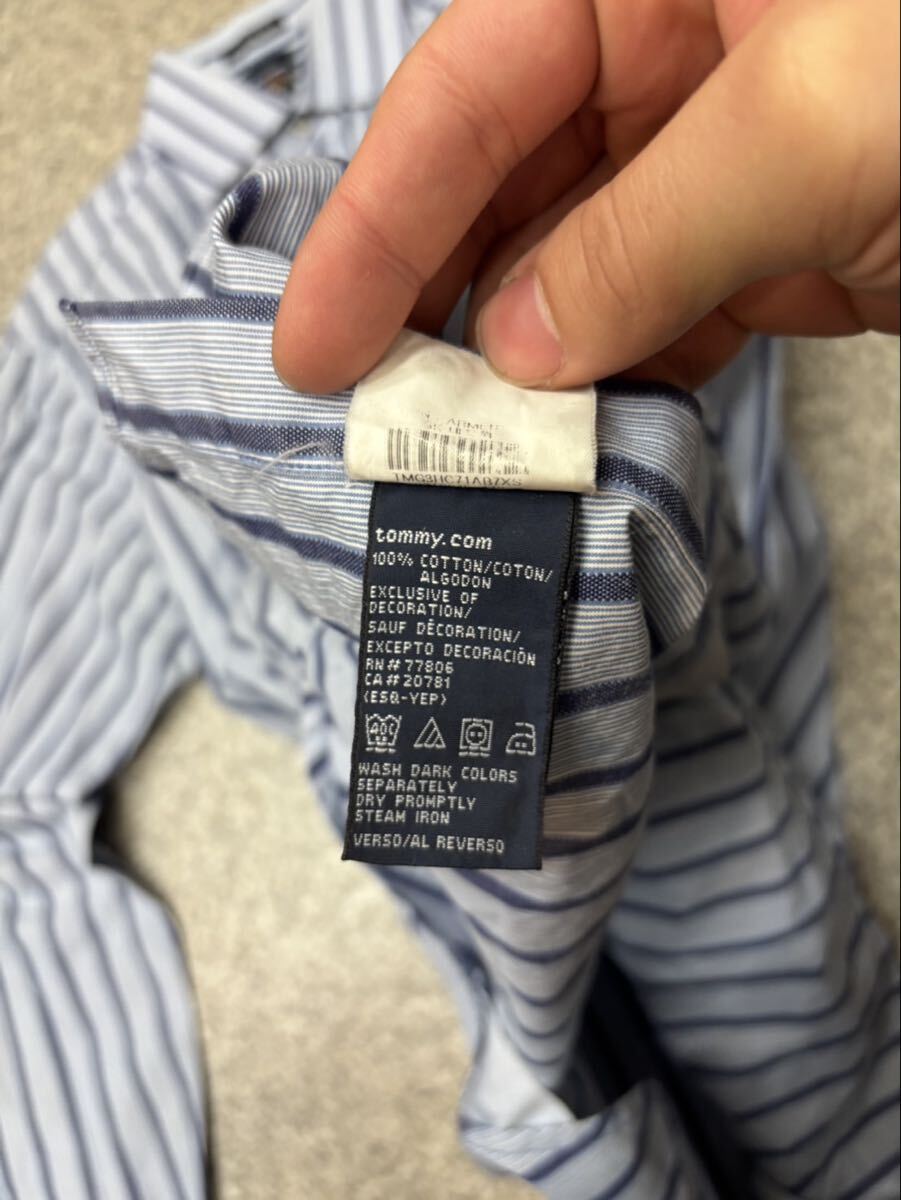 TMG3HC71AB7XS
tommy.com
100% COTTON/COTON/
ALGODON
EXCLUSIVE OF
DECORATION/
SAUF DÉCORATION/
EXCEPTO DECORACIÓN
RN# 77806
CA# 20781
(ESQ-YEP)
WASH DARK COLORS
SEPARATELY
DRY PROMPTLY
STEAM IRON
VERSO/AL REVERSO